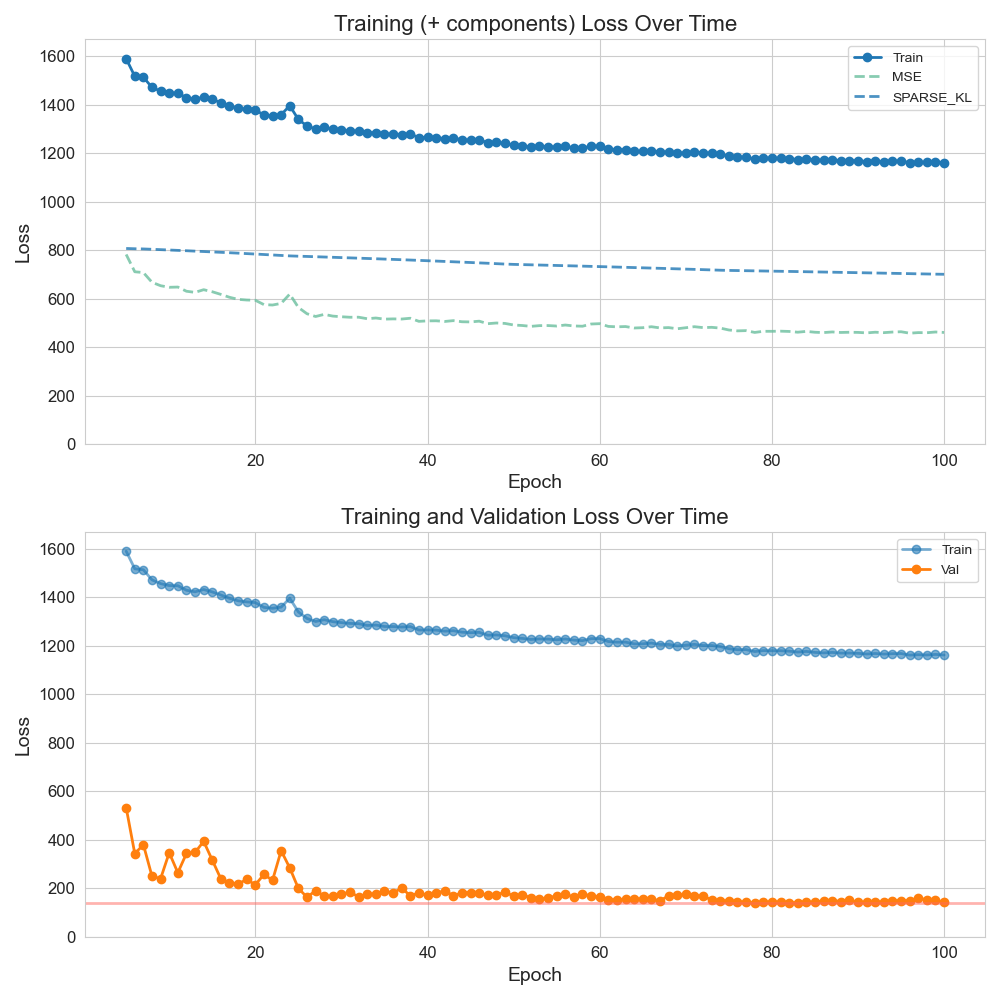 Training (+ components) Loss Over Time
1600
1400
1200
1000
800
600
400
200
0
Loss
Train
MSE
SPARSE_KL
20
40
60
80
100
Epoch
Training and Validation Loss Over Time
1600
1400
1200
1000
800
600
400
200
0
Loss
Train
Val
20
40
60
80
100
Epoch